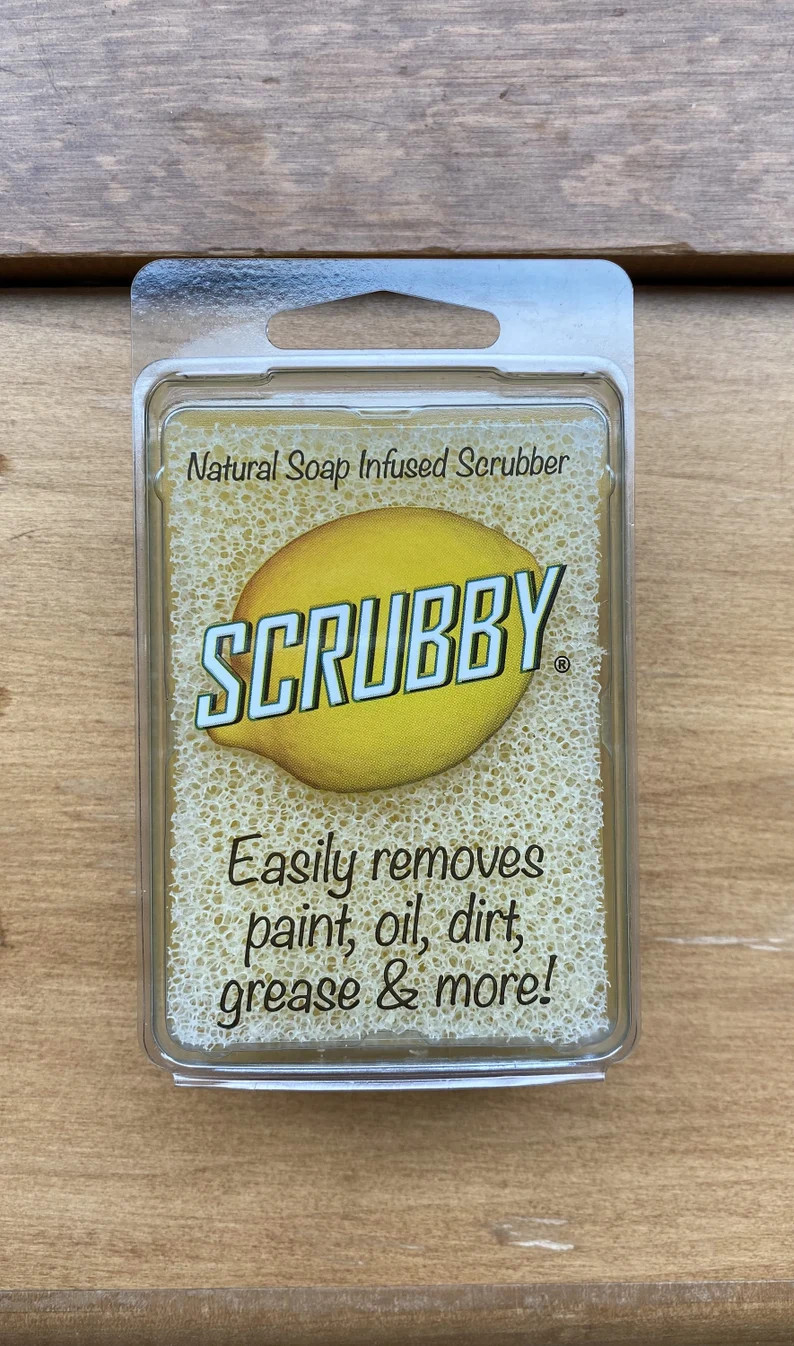 Natural Soap Infused Scrubber
SCRUBBY®
Easily removes
paint, oil, dirt,
grease & more!